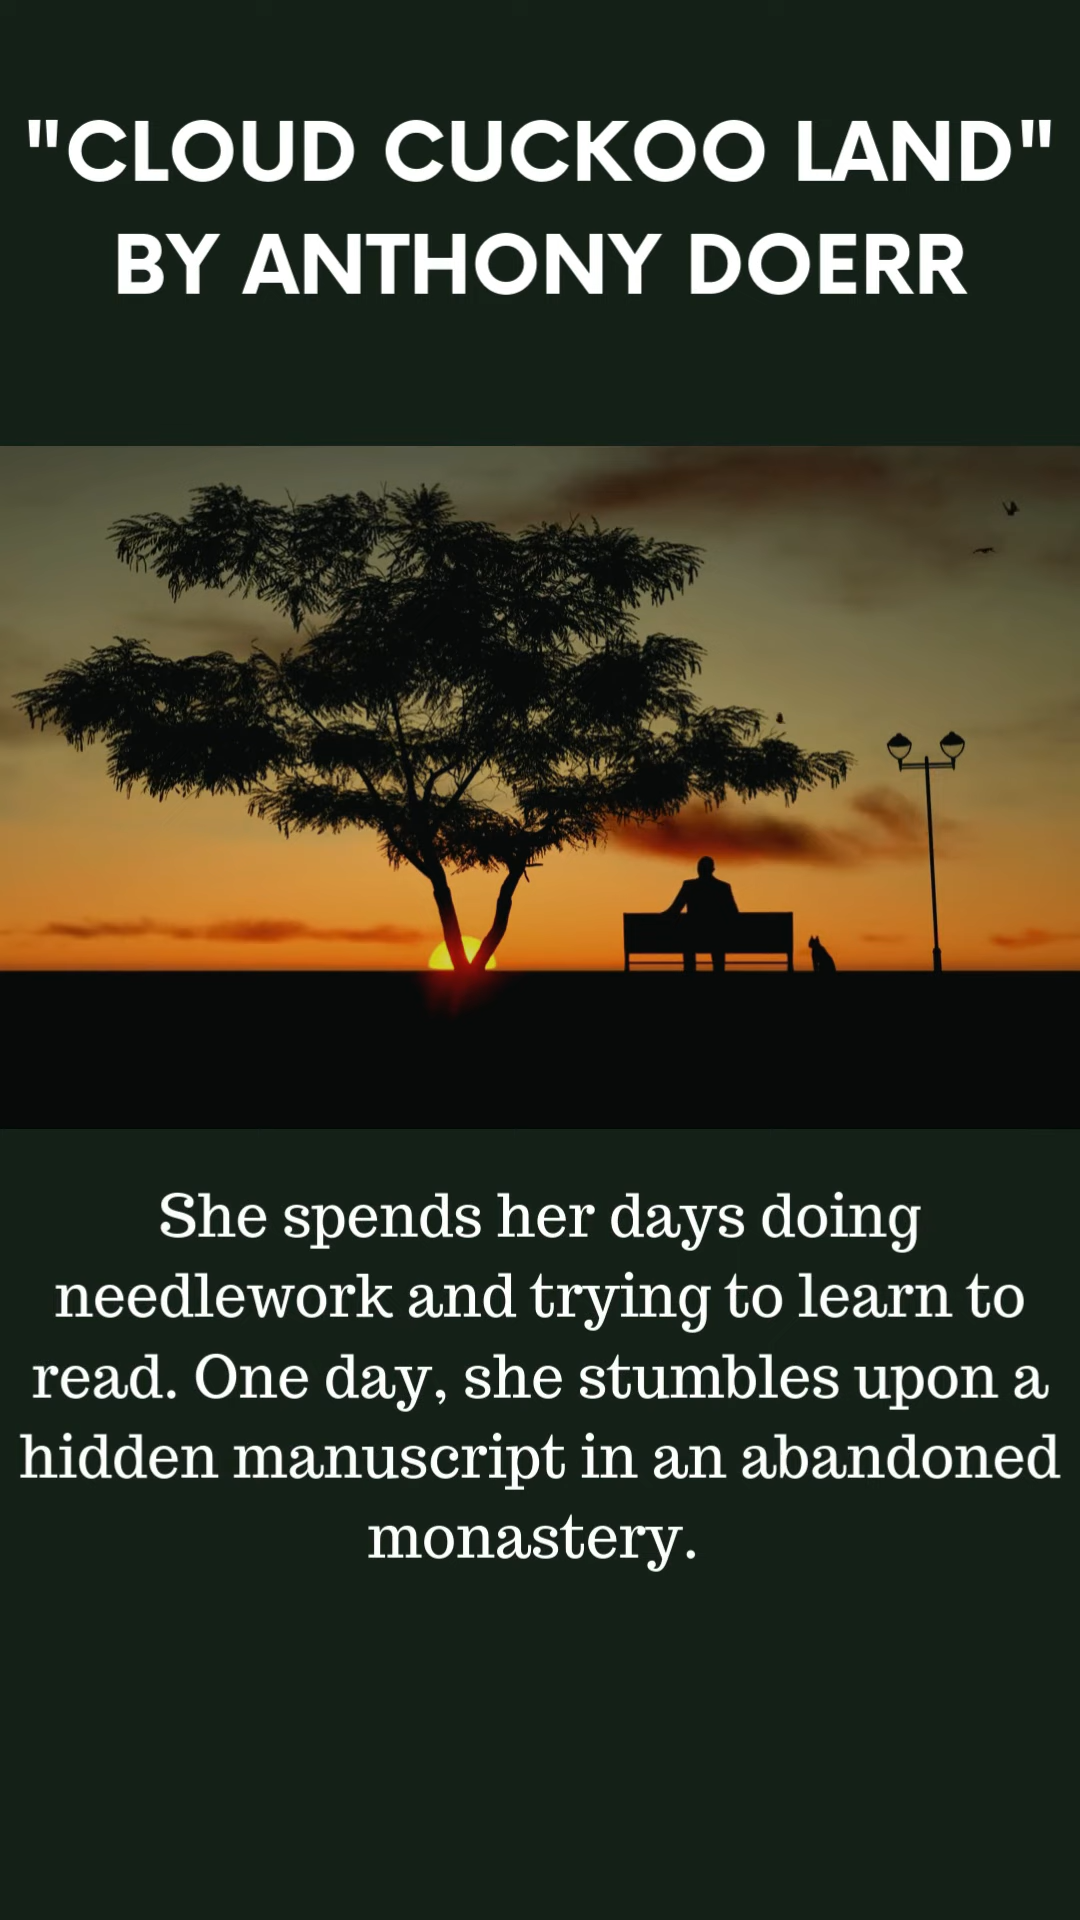 "CLOUD CUCKOO LAND"
BY ANTHONY DOERR
She spends her days doing
needlework and trying to learn to
read. One day, she stumbles upon a
hidden manuscript in an abandoned
monastery.